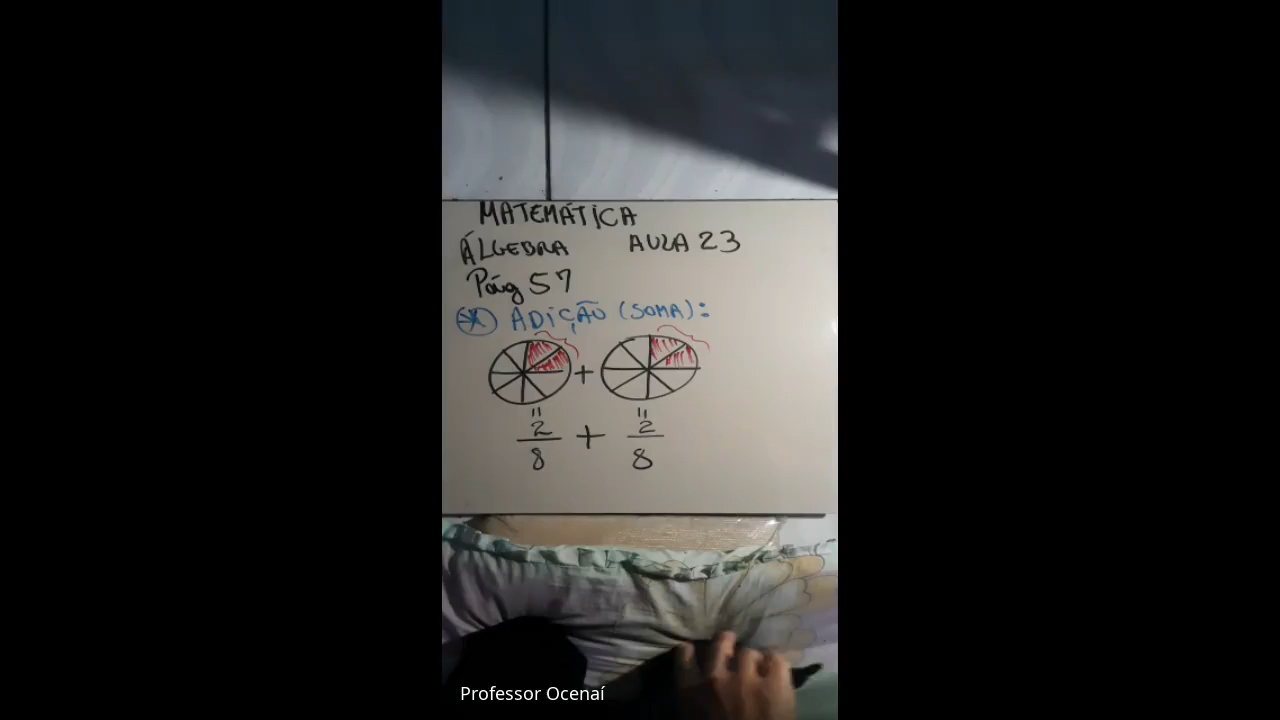 MATEMÁTICA
ÁLGEBRA AULA 23
Pág 57
ADIÇÃO (SOMA):
+
= =
2 + 2
8 8
Professor Ocenaí